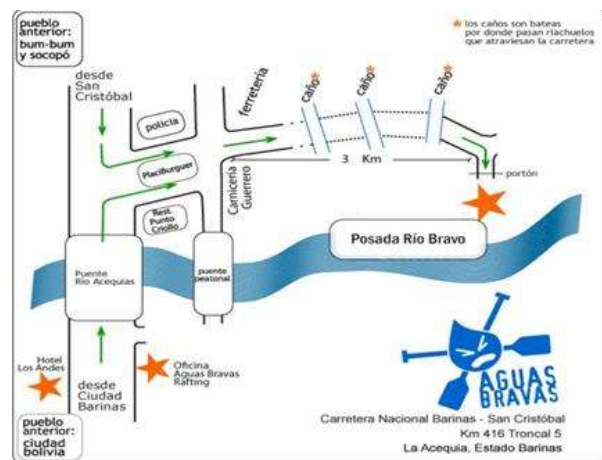 pueblo
anterior:
bum-bum
y socopó
* los caños son bateas
por donde pasan riachuelos
que atraviesan la carretera
desde
San
Cristóbal
policia
ferretería
caño*
caño*
caño*
Placiburguer
3 Km
portón
Carnicería
Guerrero
Rest.
Punto
Criollo
Posada Río Bravo
Puente
Río Acequias
puente
peatonal
Hotel
Los Andes
desde
Ciudad
Barinas
Oficina
Aguas Bravas
Rafting
pueblo
anterior:
ciudad
bolivia
AGUAS
BRAVAS
Carretera Nacional Barinas - San Cristóbal
Km 416 Troncal 5
La Acequia, Estado Barinas